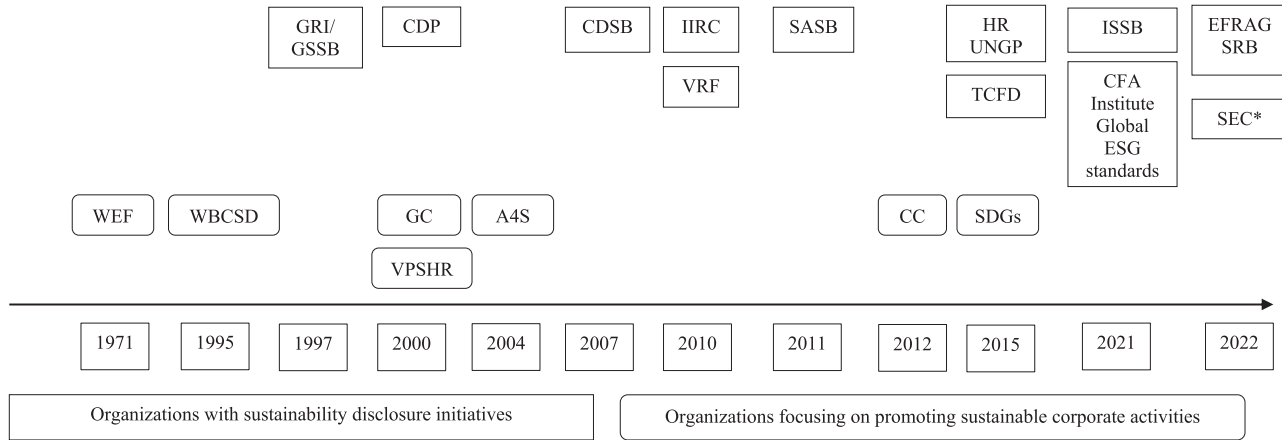 GRI/
GSSB
CDP
CDSB
IIRC
VRF
SASB
HR
UNGP
TCFD
ISSB
CFA
Institute
Global
ESG
standards
EFRAG
SRB
SEC*
WEF
WBCSD
GC
VPSHR
A4S
CC
SDGs
1971
1995
1997
2000
2004
2007
2010
2011
2012
2015
2021
2022
Organizations with sustainability disclosure initiatives
Organizations focusing on promoting sustainable corporate activities